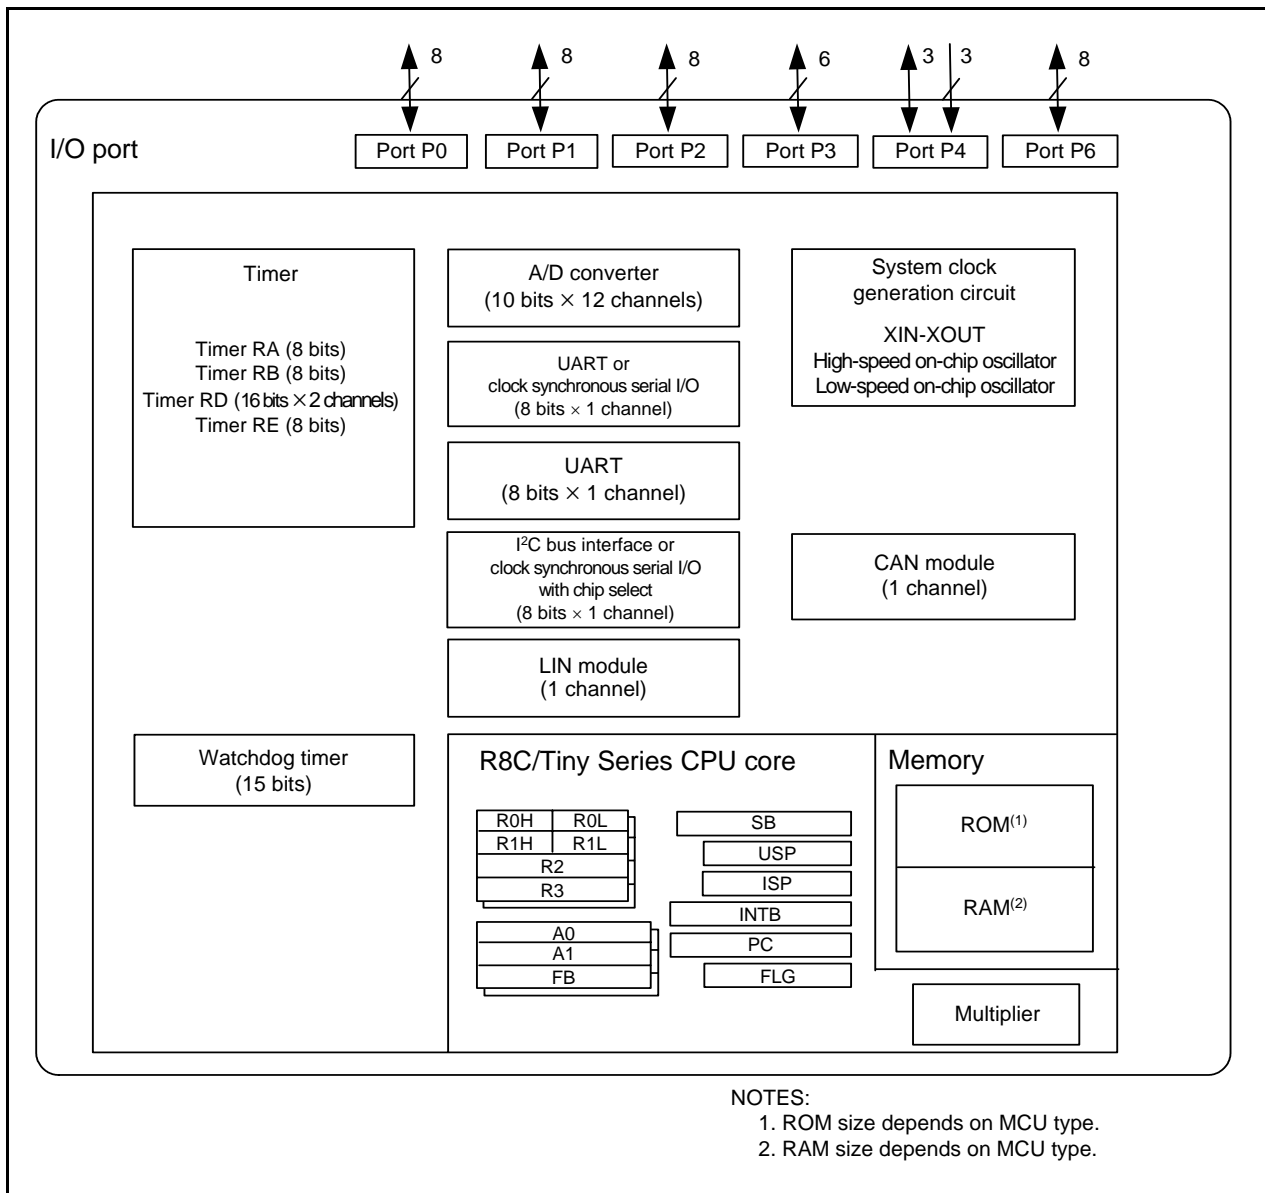 8 8 8 6 3 3 8
I/O port
Port P0 Port P1 Port P2 Port P3 Port P4 Port P6
Timer
Timer RA (8 bits)
Timer RB (8 bits)
Timer RD (16 bits × 2 channels)
Timer RE (8 bits)
A/D converter
(10 bits × 12 channels)
UART or
clock synchronous serial I/O
(8 bits × 1 channel)
UART
(8 bits × 1 channel)
I²C bus interface or
clock synchronous serial I/O
with chip select
(8 bits × 1 channel)
LIN module
(1 channel)
System clock
generation circuit
XIN-XOUT
High-speed on-chip oscillator
Low-speed on-chip oscillator
CAN module
(1 channel)
Watchdog timer
(15 bits)
R8C/Tiny Series CPU core
R0H R0L
R1H R1L
R2
R3
A0
A1
FB
SB
USP
ISP
INTB
PC
FLG
Memory
ROM(1)
RAM(2)
Multiplier
NOTES:
1. ROM size depends on MCU type.
2. RAM size depends on MCU type.